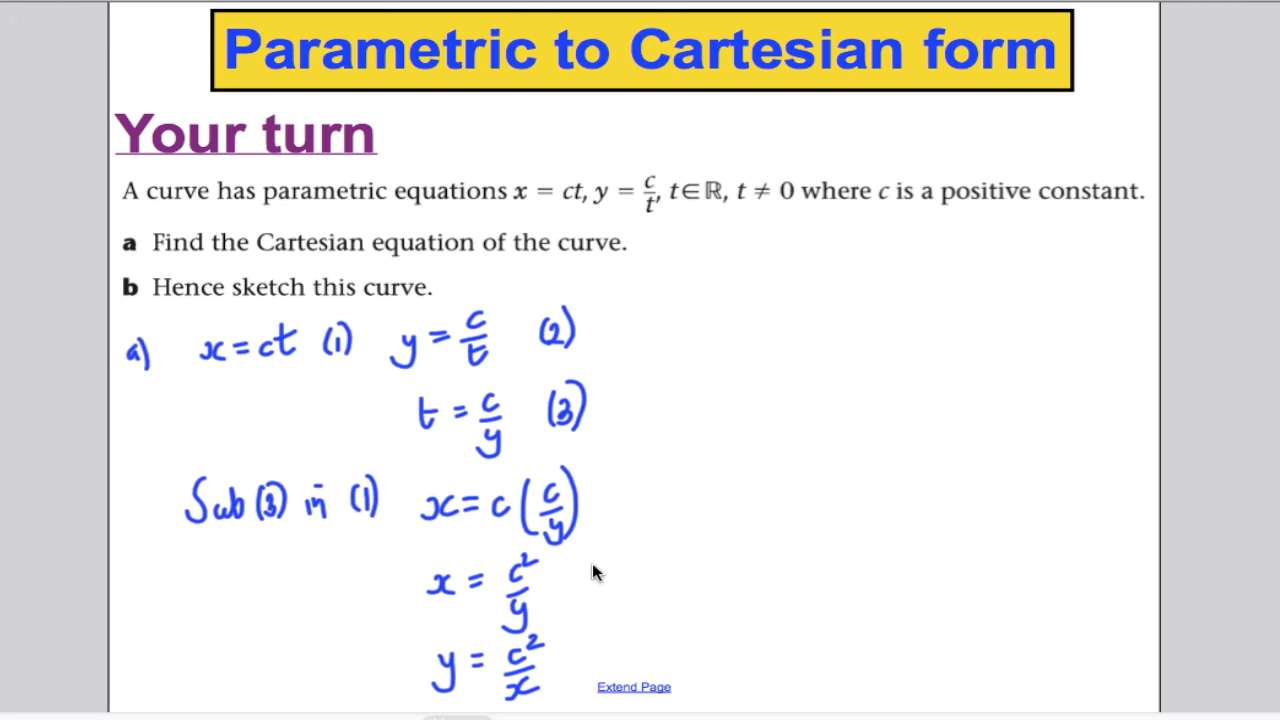 Parametric to Cartesian form
Your turn
A curve has parametric equations x = ct, y = c/t, t∈ℝ, t ≠ 0 where c is a positive constant.
a Find the Cartesian equation of the curve.
b Hence sketch this curve.
a) x = ct (1) y = c/t (2)
t = c/y (3)
Sub (3) in (1) x = c(c/y)
x = c²/y
y = c²/x
Extend Page